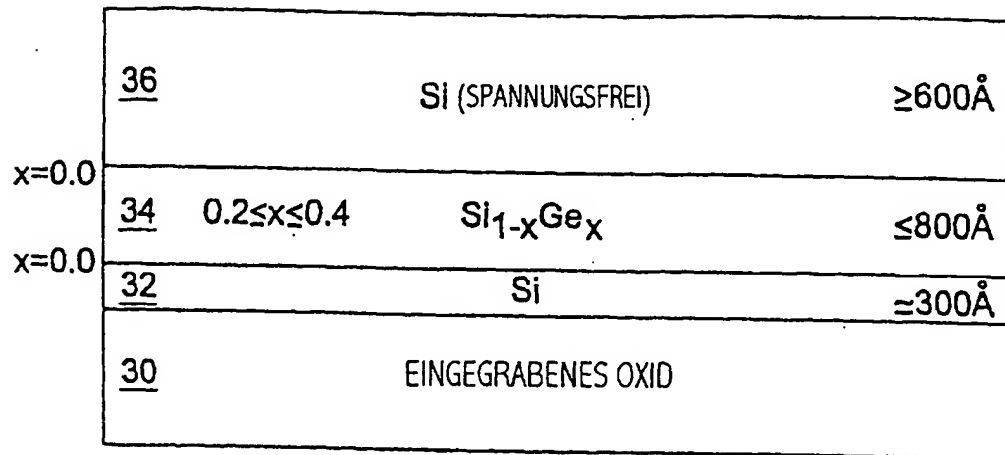 36 Si (SPANNUNGSFREI) ≥600Å
x=0.0
34 0.2≤x≤0.4 Si1-xGex ≤800Å
x=0.0
32 Si ≃300Å
30 EINGEGRABENES OXID